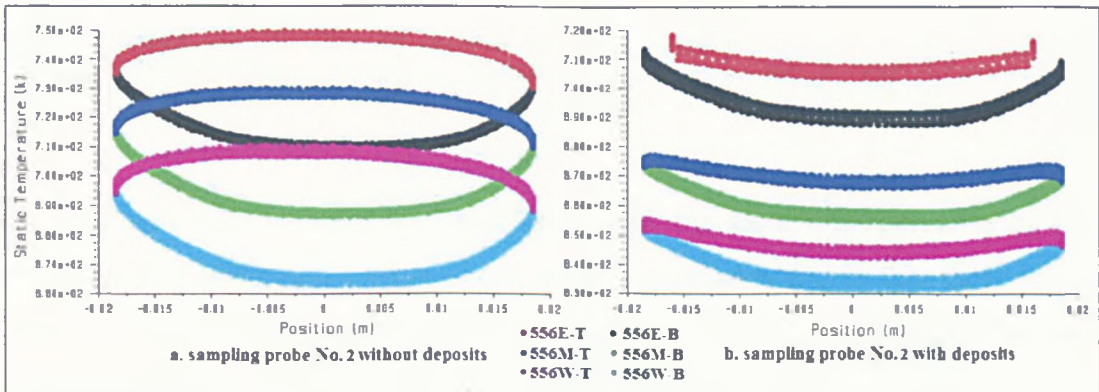 7.50e+02
7.40e+02
7.30e+02
7.20e+02
7.10e+02
7.00e+02
6.90e+02
6.80e+02
6.70e+02
6.60e+02
Static Temperature (k)
-0.02 -0.015 -0.01 -0.005 0 0.005 0.01 0.015 0.02
Position (m)
7.20e+02
7.10e+02
7.00e+02
6.90e+02
6.80e+02
6.70e+02
6.60e+02
6.50e+02
6.40e+02
6.30e+02
-0.02 -0.015 -0.01 -0.005 0 0.005 0.01 0.015 0.02
Position (m)
a. sampling probe No. 2 without deposits
556E-T 556E-B
556M-T 556M-B
556W-T 556W-B
b. sampling probe No. 2 with deposits